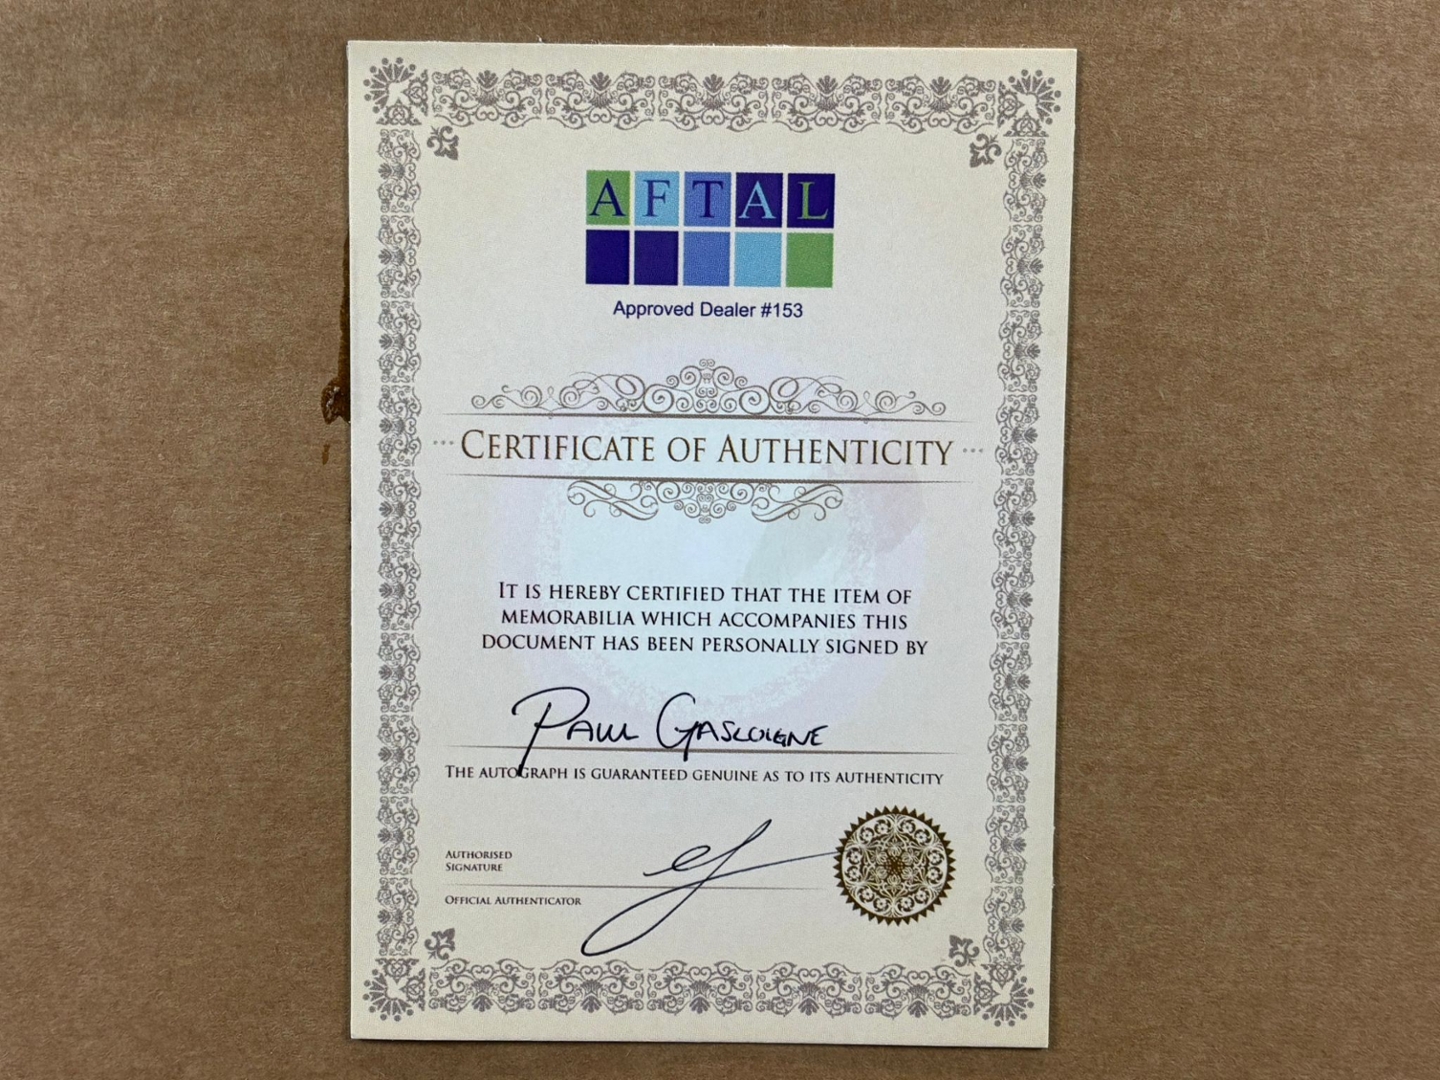 AFTAL
Approved Dealer #153
CERTIFICATE OF AUTHENTICITY
IT IS HEREBY CERTIFIED THAT THE ITEM OF
MEMORABILIA WHICH ACCOMPANIES THIS
DOCUMENT HAS BEEN PERSONALLY SIGNED BY
PAUL GASCOIGNE
THE AUTOGRAPH IS GUARANTEED GENUINE AS TO ITS AUTHENTICITY
AUTHORISED
SIGNATURE
OFFICIAL AUTHENTICATOR